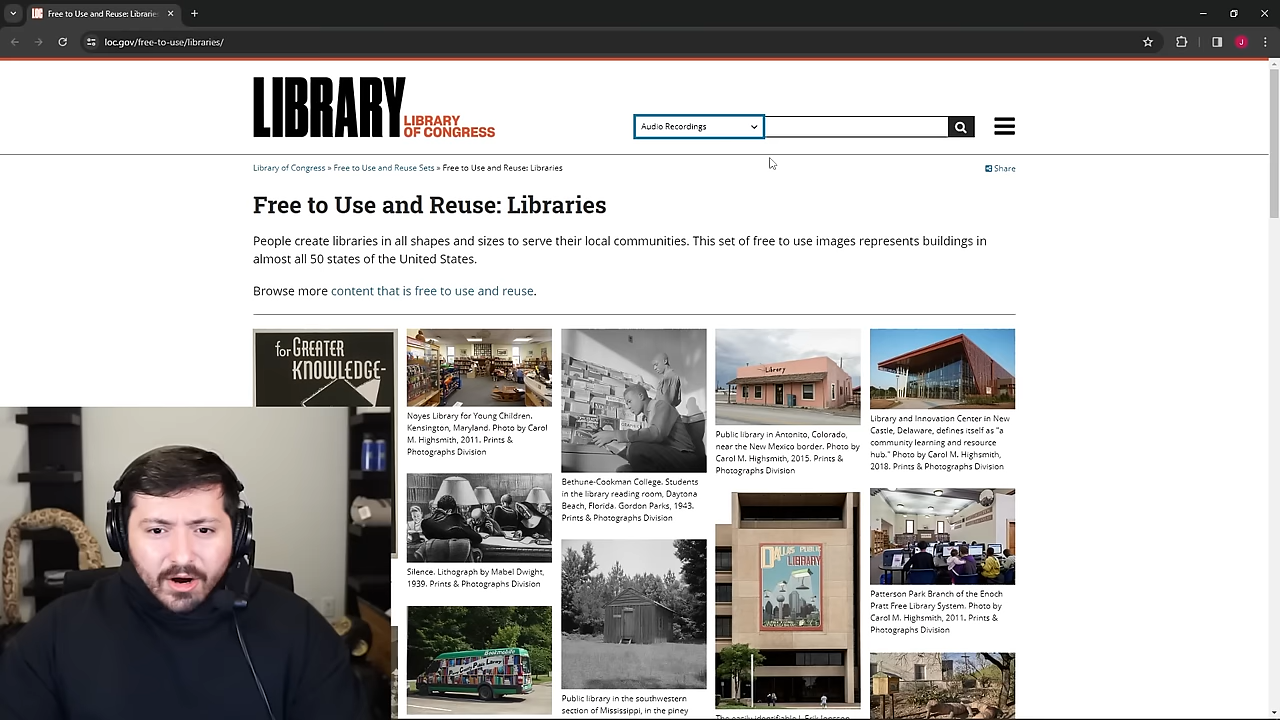 Free to Use and Reuse: Librarie
loc.gov/free-to-use/libraries/
J
LIBRARY
LIBRARY
OF CONGRESS
Audio Recordings
Library of Congress » Free to Use and Reuse Sets » Free to Use and Reuse: Libraries
Share
Free to Use and Reuse: Libraries
People create libraries in all shapes and sizes to serve their local communities. This set of free to use images represents buildings in
almost all 50 states of the United States.
Browse more content that is free to use and reuse.
for GREATER
KNOWLEDGE-
Noyes Library for Young Children.
Kensington, Maryland. Photo by Carol
M. Highsmith, 2011. Prints &
Photographs Division
Silence. Lithograph by Mabel Dwight,
1939. Prints & Photographs Division
Bethune-Cookman College. Students
in the library reading room, Daytona
Beach, Florida. Gordon Parks, 1943.
Prints & Photographs Division
Public library in the southwestern
section of Mississippi, in the piney
Library
Public library in Antonito, Colorado,
near the New Mexico border. Photo by
Carol M. Highsmith, 2015. Prints &
Photographs Division
DALLAS PUBLIC
LIBRARY
The easily identifiable J. Erik Jonsson
Library and Innovation Center in New
Castle, Delaware, defines itself as "a
community learning and resource
hub." Photo by Carol M. Highsmith,
2018. Prints & Photographs Division
Patterson Park Branch of the Enoch
Pratt Free Library System. Photo by
Carol M. Highsmith, 2011. Prints &
Photographs Division